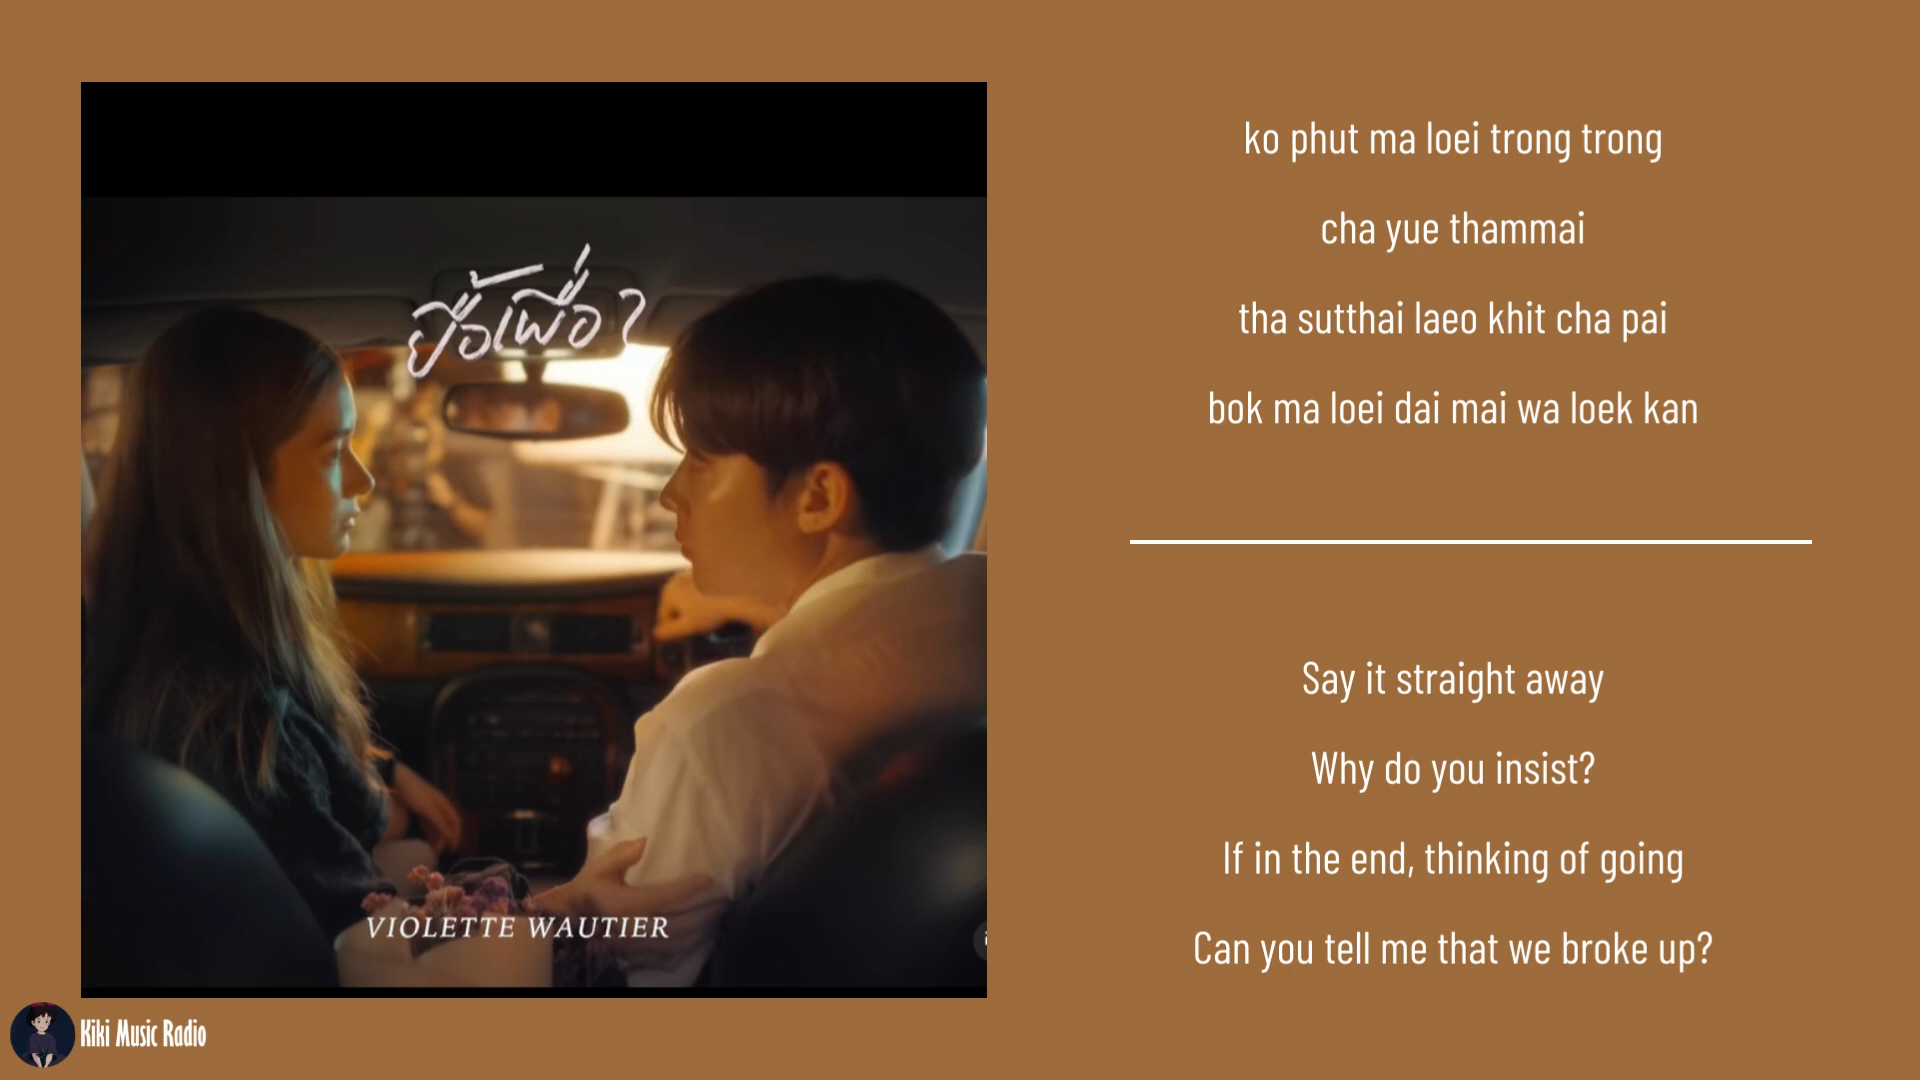 ยื้อเผื่อ?
VIOLETTE WAUTIER
ko phut ma loei trong trong
cha yue thammai
tha sutthai laeo khit cha pai
bok ma loei dai mai wa loek kan
Say it straight away
Why do you insist?
If in the end, thinking of going
Can you tell me that we broke up?
Kiki Music Radio